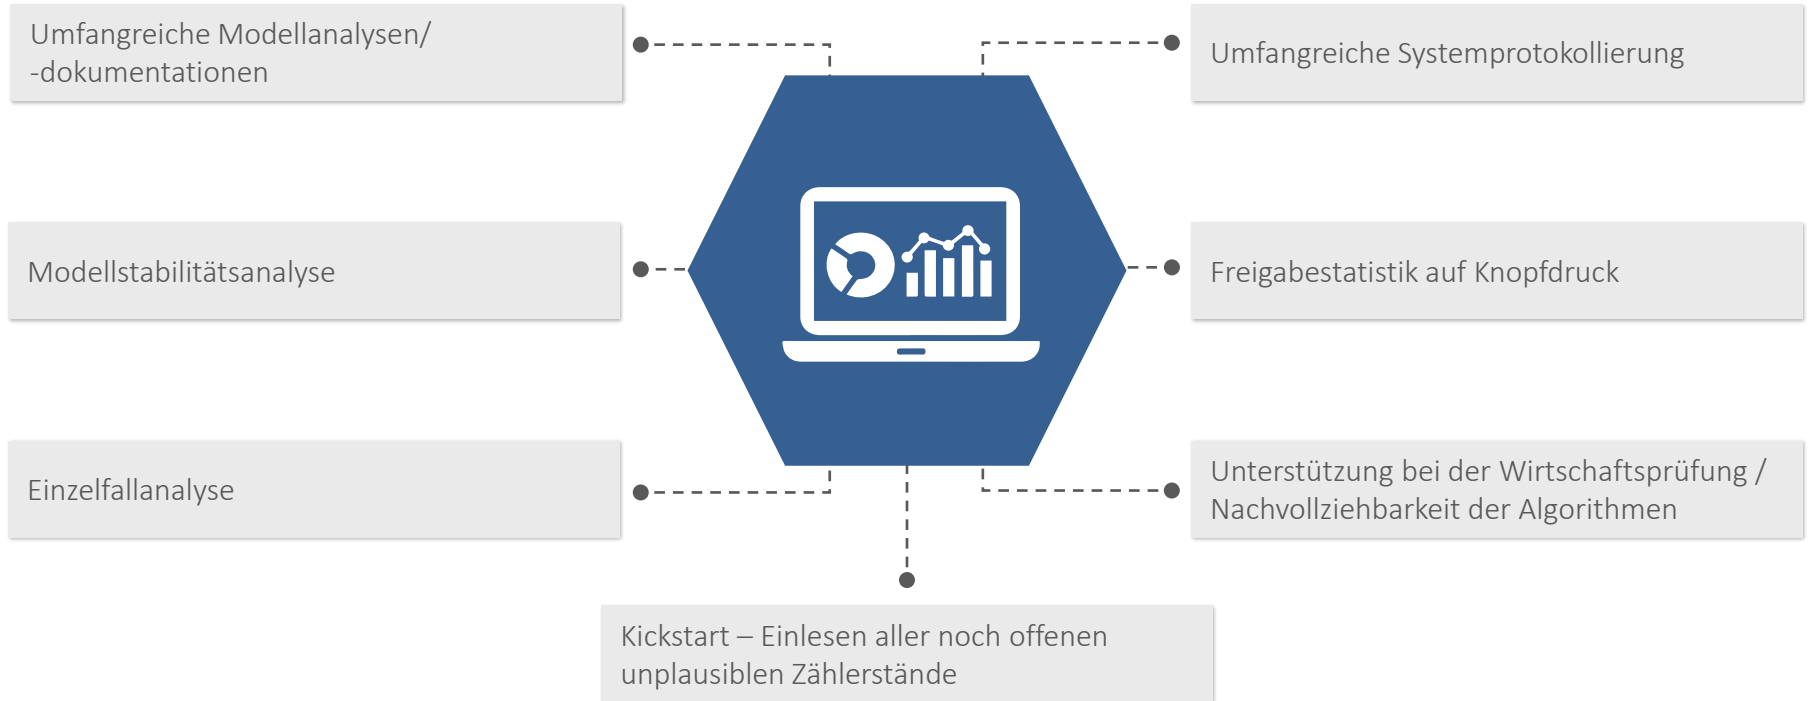 Umfangreiche Modellanalysen/
-dokumentationen
Modellstabilitätsanalyse
Einzelfallanalyse
Umfangreiche Systemprotokollierung
Freigabestatistik auf Knopfdruck
Unterstützung bei der Wirtschaftsprüfung /
Nachvollziehbarkeit der Algorithmen
Kickstart – Einlesen aller noch offenen
unplausiblen Zählerstände